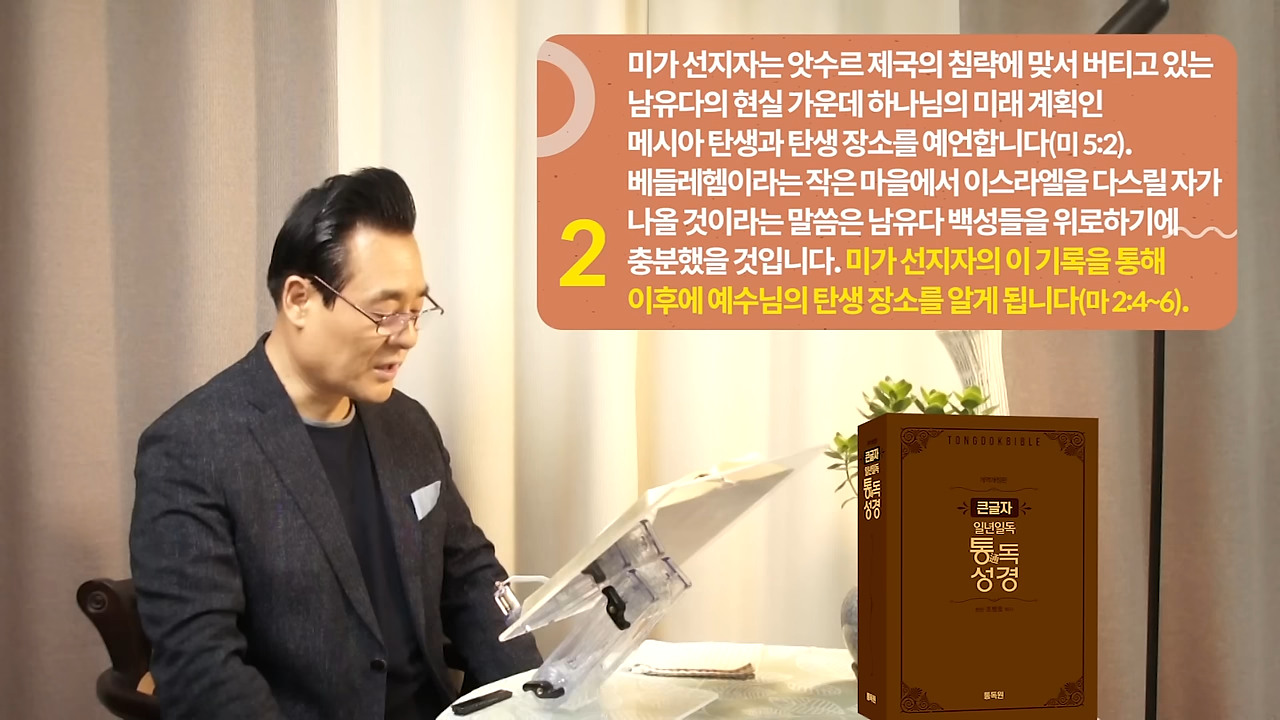 미가 선지자는 앗수르 제국의 침략에 맞서 버티고 있는
남유다의 현실 가운데 하나님의 미래 계획인
메시아 탄생과 탄생 장소를 예언합니다(미 5:2).
베들레헴이라는 작은 마을에서 이스라엘을 다스릴 자가
나올 것이라는 말씀은 남유다 백성들을 위로하기에
충분했을 것입니다. 미가 선지자의 이 기록을 통해
이후에 예수님의 탄생 장소를 알게 됩니다(마 2:4~6).
2
TONGDOKBIBLE
큰글자
일년일독
통독
성경
통독원
큰글자
일년일독
통독
성경
통독원